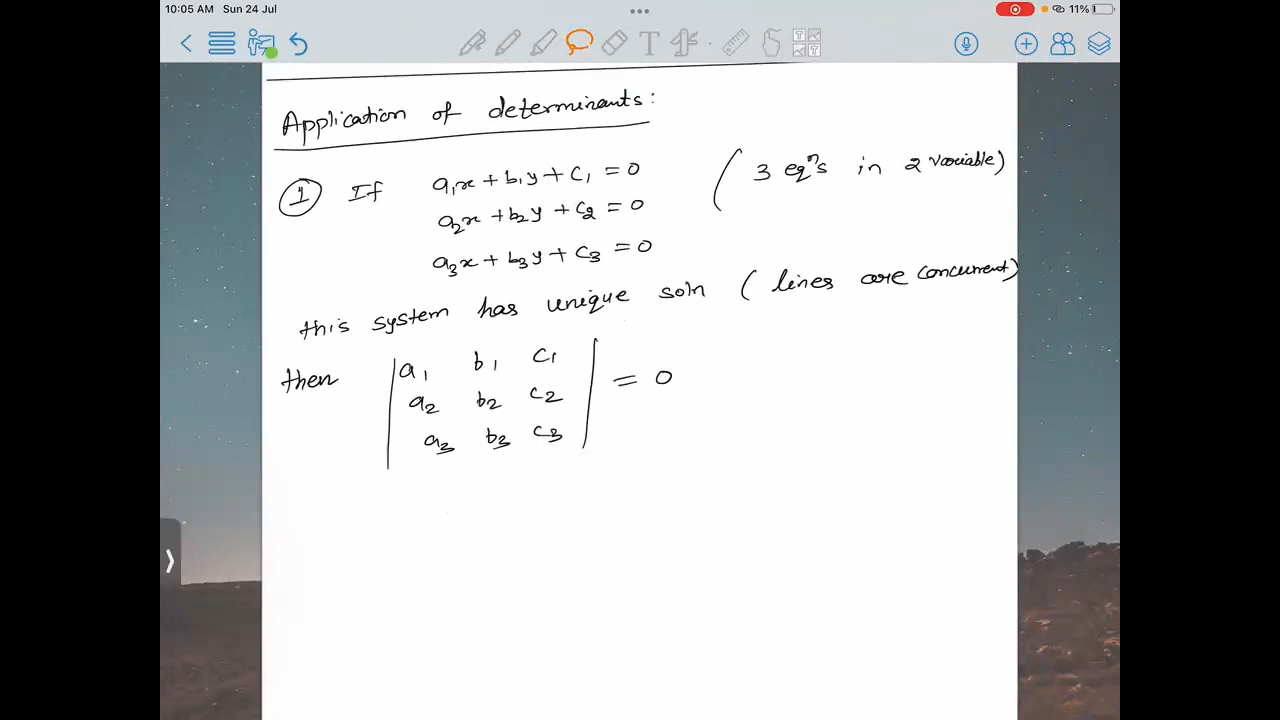 10:05 AM Sun 24 Jul
11%
Application of determinants:
① If a₁x + b₁y + c₁ = 0 ( 3 eqⁿs in 2 variable)
a₂x + b₂y + c₂ = 0
a₃x + b₃y + c₃ = 0
this system has unique soln ( lines are concurrent)
then | a₁ b₁ c₁ | = 0
a₂ b₂ c₂
a₃ b₃ c₃